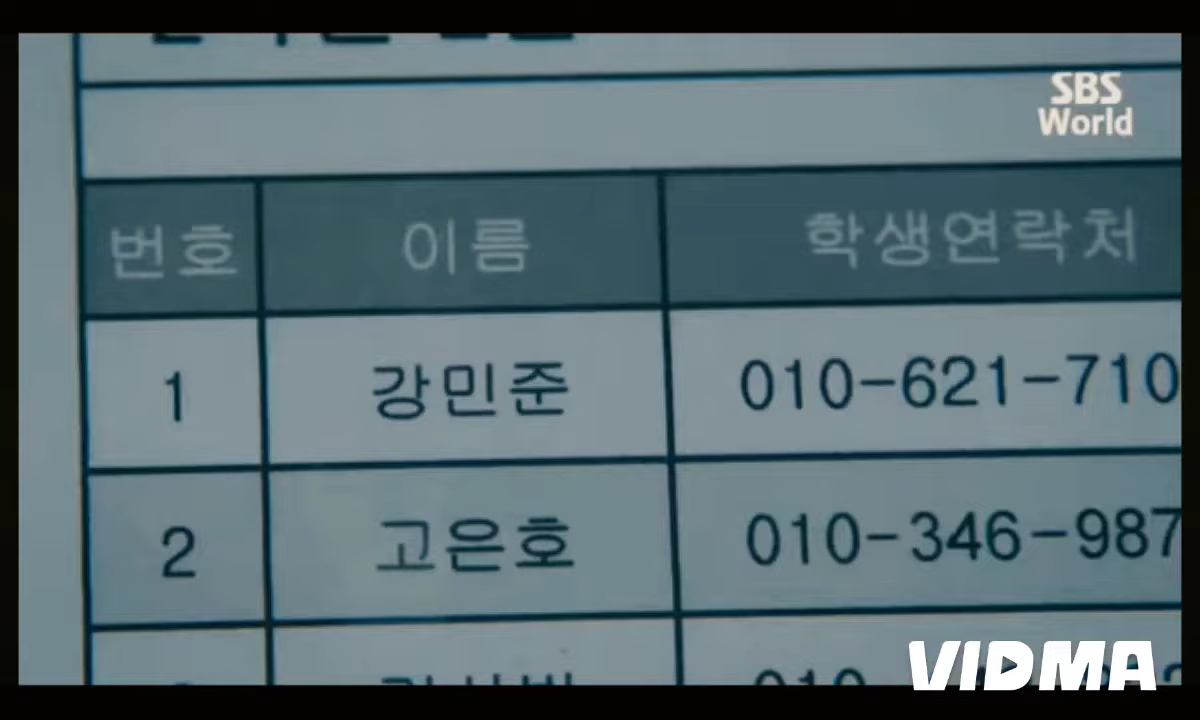 SBS
World
번호 이름 학생연락처
1 강민준 010-621-710
2 고은호 010-346-987
VIDMA